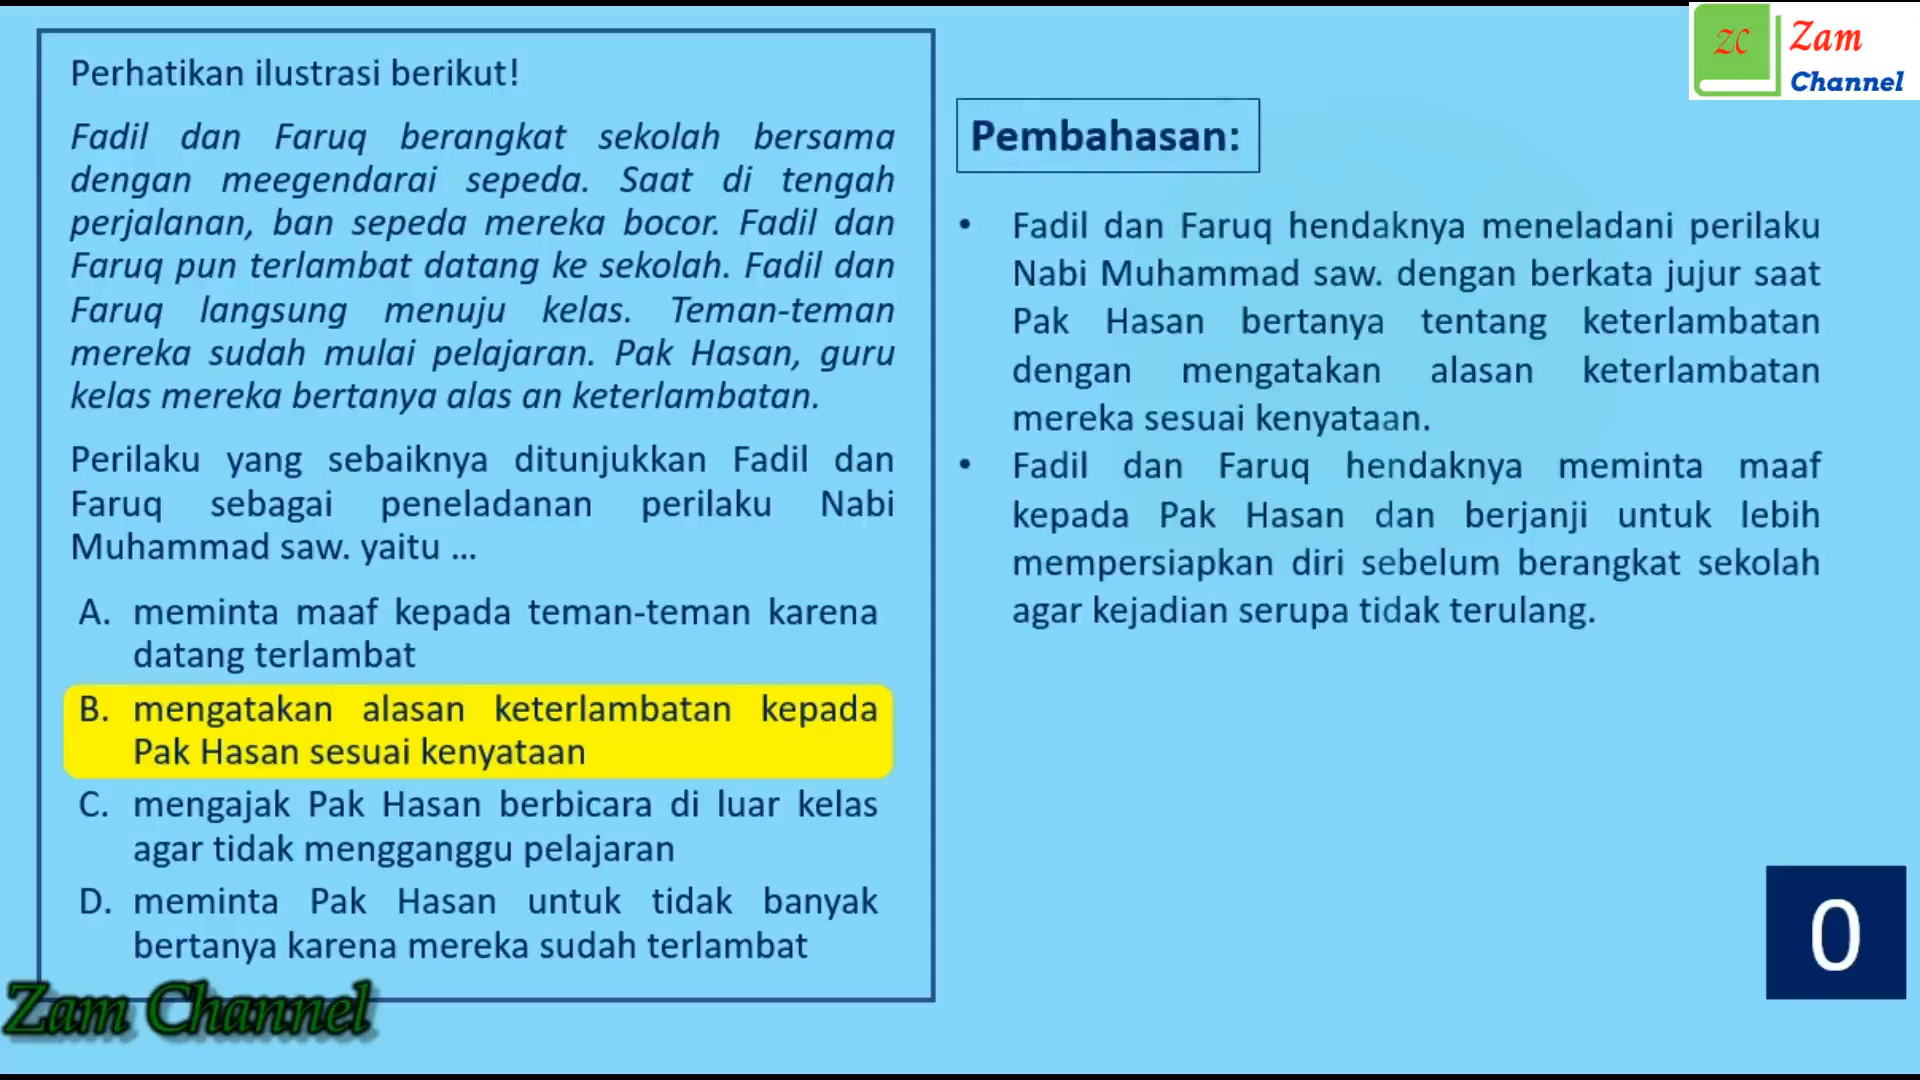 Perhatikan ilustrasi berikut!
Fadil dan Faruq berangkat sekolah bersama
dengan meegendarai sepeda. Saat di tengah
perjalanan, ban sepeda mereka bocor. Fadil dan
Faruq pun terlambat datang ke sekolah. Fadil dan
Faruq langsung menuju kelas. Teman-teman
mereka sudah mulai pelajaran. Pak Hasan, guru
kelas mereka bertanya alas an keterlambatan.
Perilaku yang sebaiknya ditunjukkan Fadil dan
Faruq sebagai peneladanan perilaku Nabi
Muhammad saw. yaitu ...
A. meminta maaf kepada teman-teman karena
datang terlambat
B. mengatakan alasan keterlambatan kepada
Pak Hasan sesuai kenyataan
C. mengajak Pak Hasan berbicara di luar kelas
agar tidak mengganggu pelajaran
D. meminta Pak Hasan untuk tidak banyak
bertanya karena mereka sudah terlambat
Zam Channel
Pembahasan:
• Fadil dan Faruq hendaknya meneladani perilaku
Nabi Muhammad saw. dengan berkata jujur saat
Pak Hasan bertanya tentang keterlambatan
dengan mengatakan alasan keterlambatan
mereka sesuai kenyataan.
• Fadil dan Faruq hendaknya meminta maaf
kepada Pak Hasan dan berjanji untuk lebih
mempersiapkan diri sebelum berangkat sekolah
agar kejadian serupa tidak terulang.
ZC
Zam
Channel
0